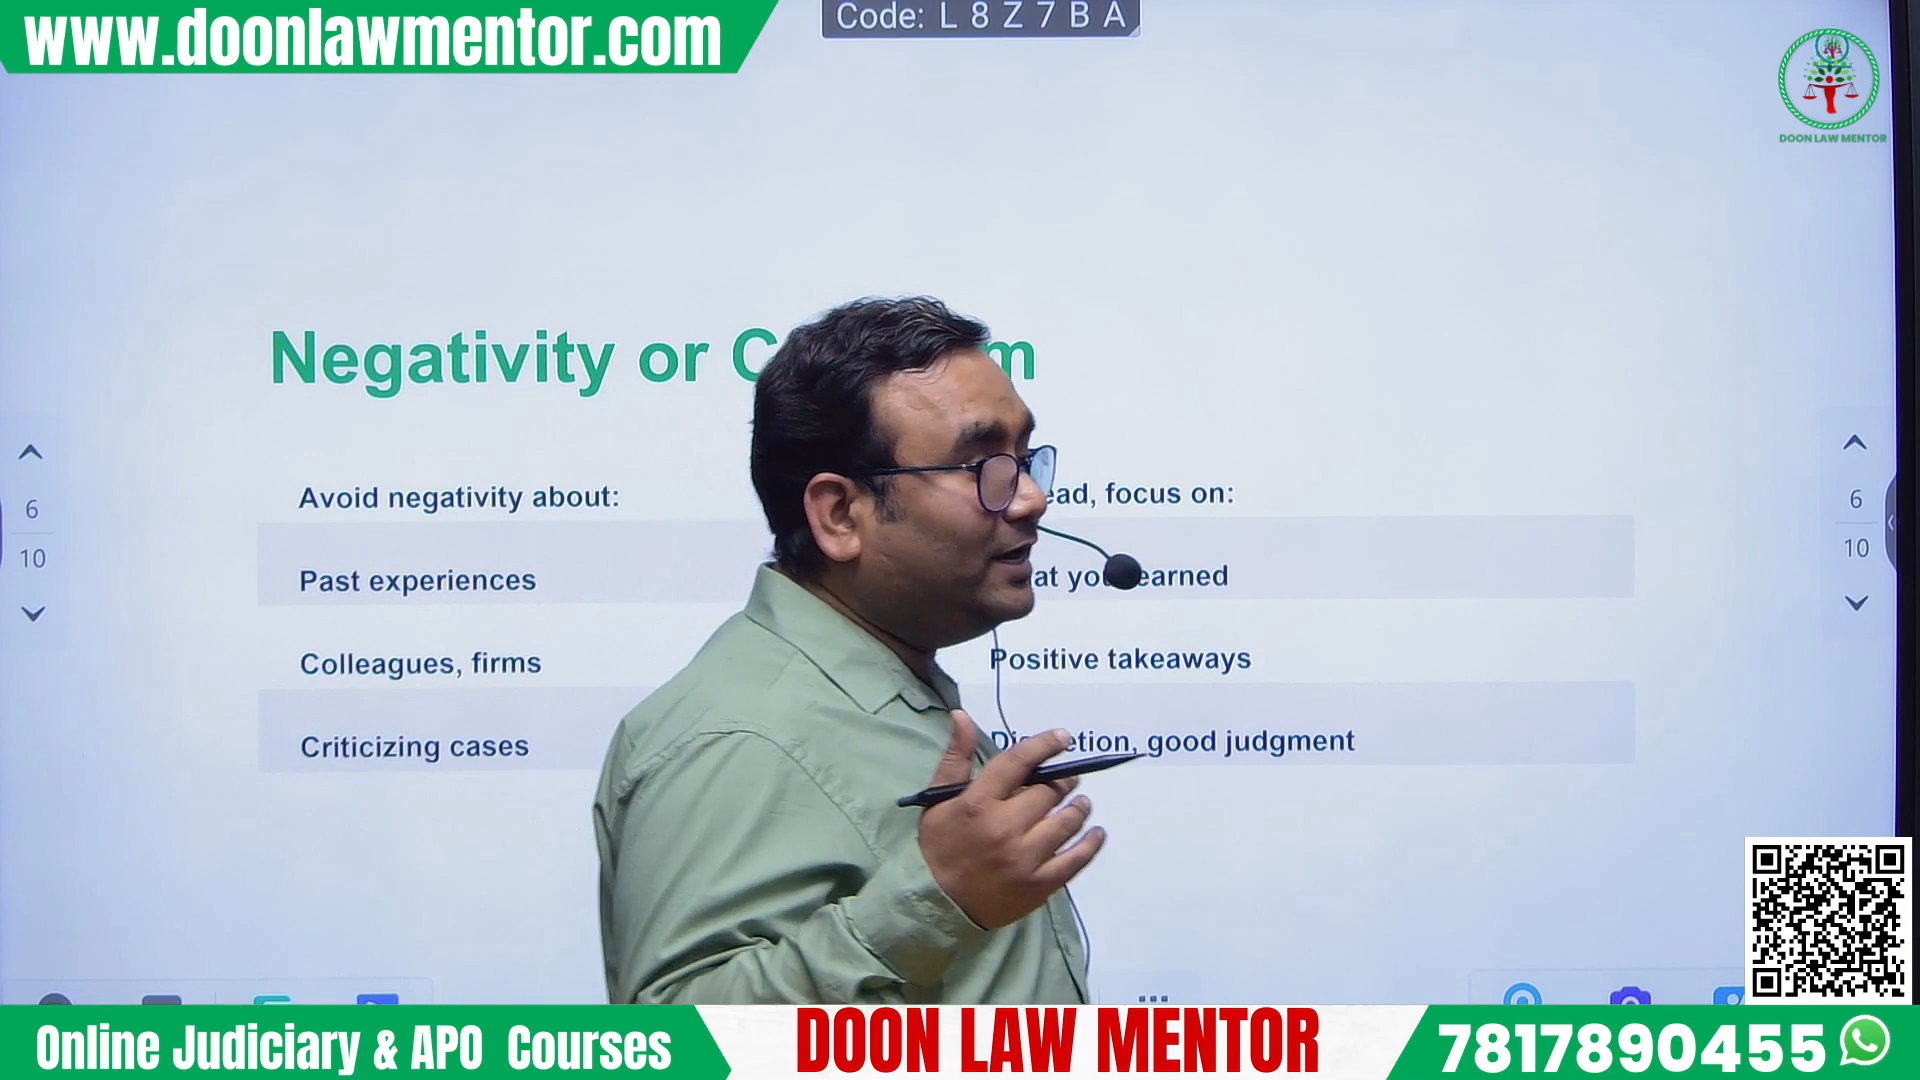 www.doonlawmentor.com
Code: L 8 Z 7 B A
DOON LAW MENTOR
Negativity or
Avoid negativity about:
focus on:
6
10
6
10
Past experiences
Colleagues, firms
Positive takeaways
Criticizing cases
good judgment
Online Judiciary & APO Courses
DOON LAW MENTOR
7817890455